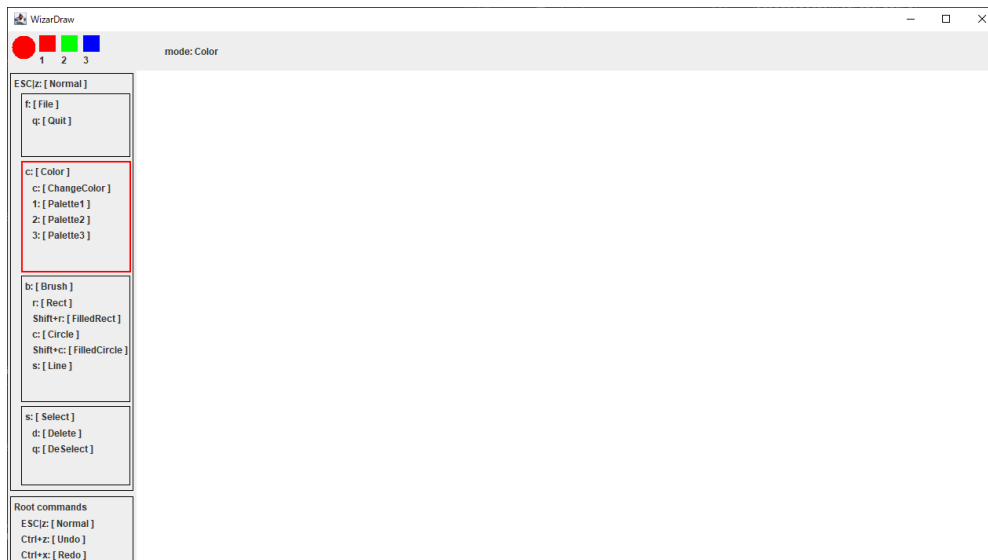 WizarDraw
1 2 3
mode: Color
ESC|z: [ Normal ]
f: [ File ]
q: [ Quit ]
c: [ Color ]
c: [ ChangeColor ]
1: [ Palette1 ]
2: [ Palette2 ]
3: [ Palette3 ]
b: [ Brush ]
r: [ Rect ]
Shift+r: [ FilledRect ]
c: [ Circle ]
Shift+c: [ FilledCircle ]
s: [ Line ]
s: [ Select ]
d: [ Delete ]
q: [ DeSelect ]
Root commands
ESC|z: [ Normal ]
Ctrl+z: [ Undo ]
Ctrl+x: [ Redo ]